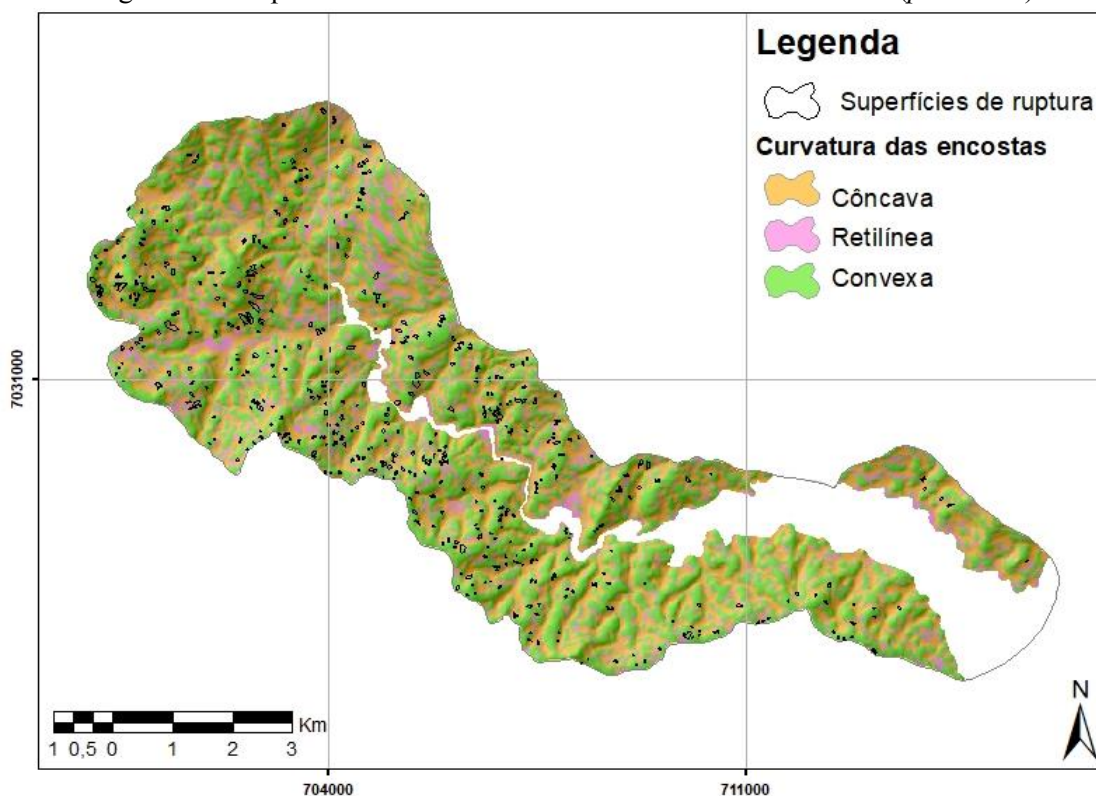 Legenda
Superfícies de ruptura
Curvatura das encostas
Côncava
Retilínea
Convexa
7031000
N
Km
1 0,5 0 1 2 3
704000
711000